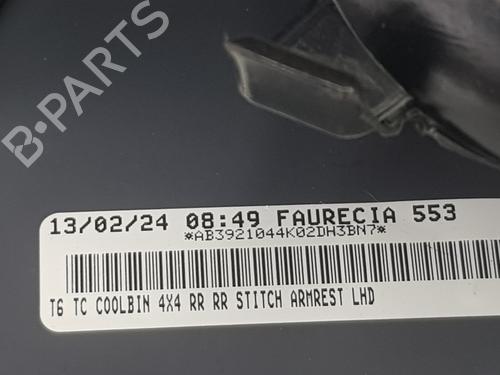 B-PARTS
13/02/24 08:49 FAURECIA 553
*AB3921044K02DH3BN7*
T6 TC COOLBIN 4X4 RR RR STITCH ARMREST LHD